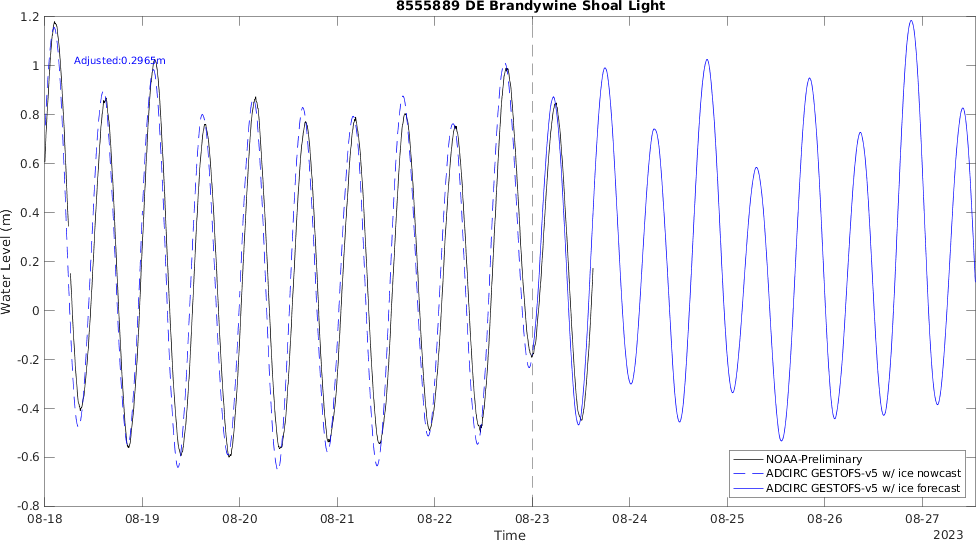 8555889 DE Brandywine Shoal Light
Adjusted:0.2965m
Water Level (m)
1.2
1
0.8
0.6
0.4
0.2
0
-0.2
-0.4
-0.6
-0.8
08-18 08-19 08-20 08-21 08-22 08-23 08-24 08-25 08-26 08-27
Time
2023
NOAA-Preliminary
ADCIRC GESTOFS-v5 w/ ice nowcast
ADCIRC GESTOFS-v5 w/ ice forecast